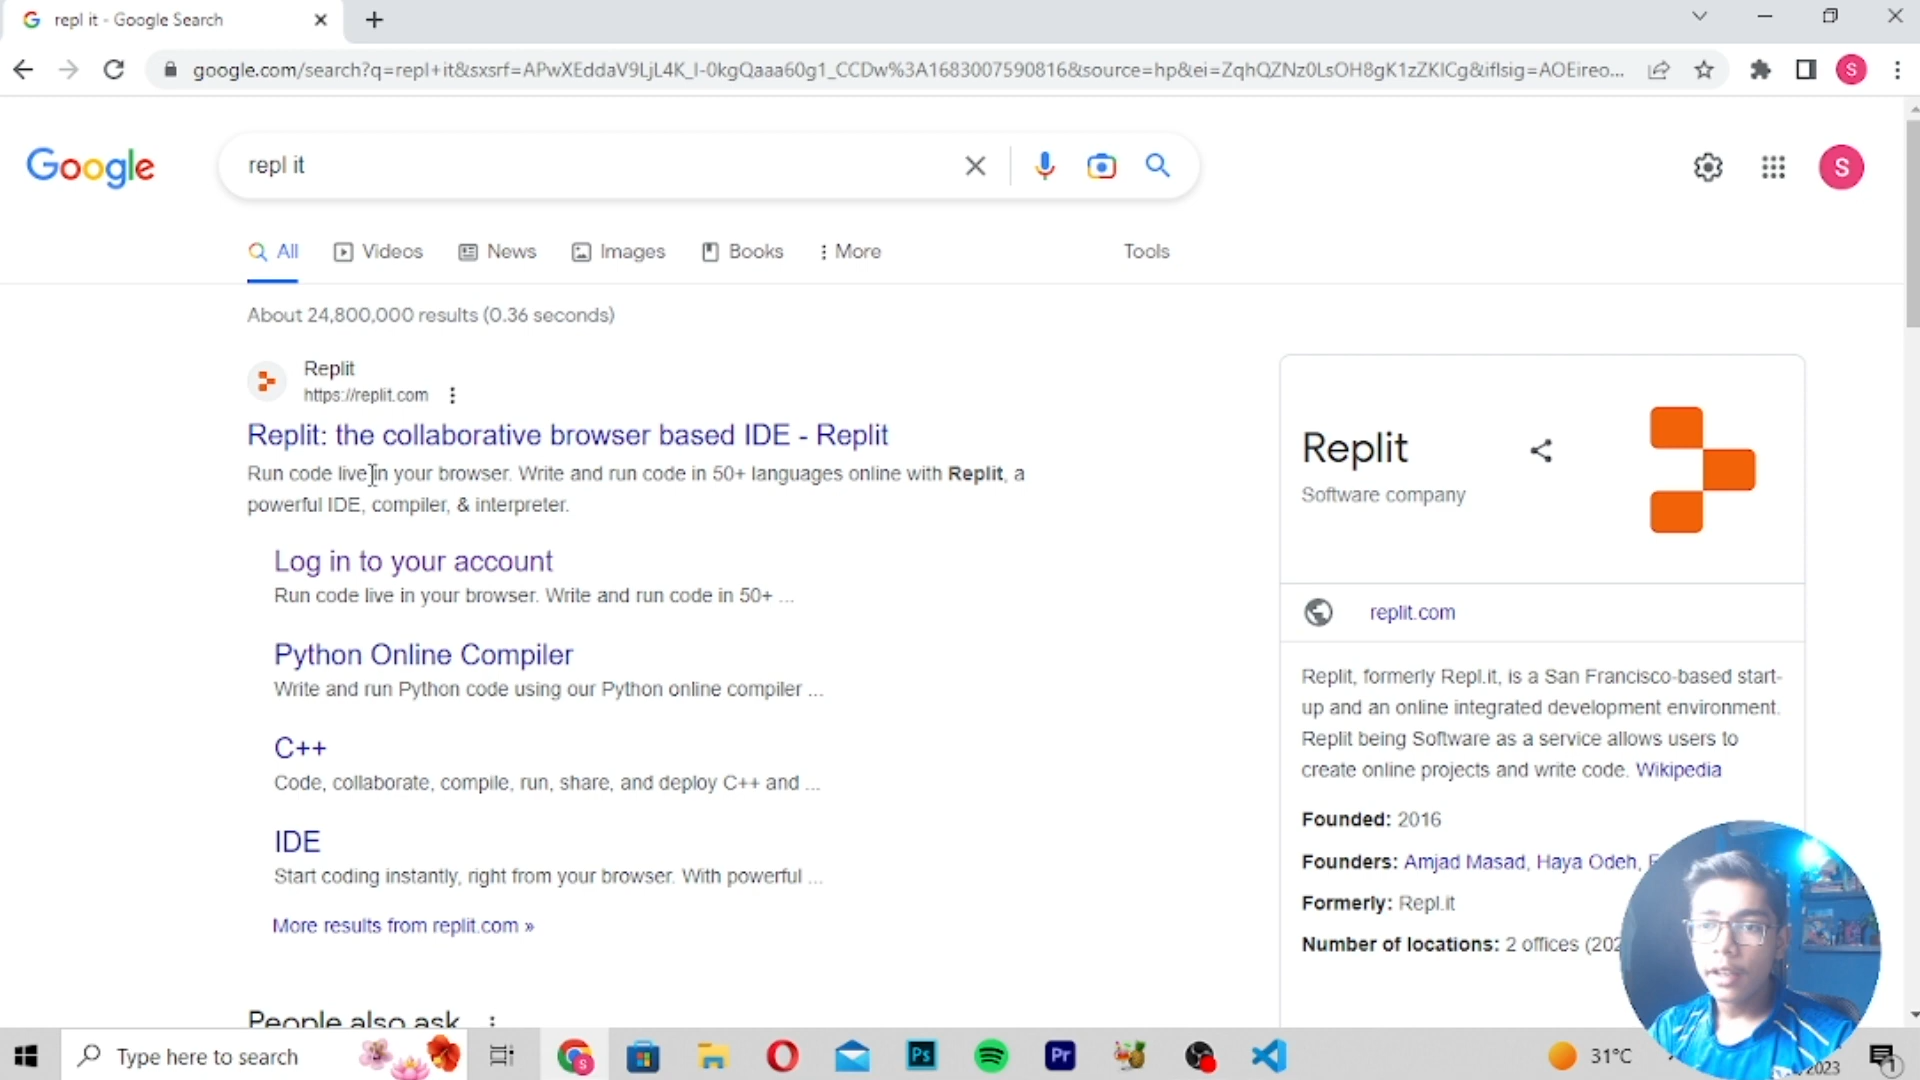 repl it - Google Search
google.com/search?q=repl+it&sxsrf=APwXEddaV9LjL4K_I-0kgQaaa60g1_CCDw%3A1683007590816&source=hp&ei=ZqhQZNz0LsOH8gK1zZKICg&iflsig=AOEireo...
S
Google
repl it
S
All
Videos
News
Images
Books
More
Tools
About 24,800,000 results (0.36 seconds)
Replit
https://replit.com
Replit: the collaborative browser based IDE - Replit
Run code live in your browser. Write and run code in 50+ languages online with Replit, a
powerful IDE, compiler, & interpreter.
Log in to your account
Run code live in your browser. Write and run code in 50+ ...
Python Online Compiler
Write and run Python code using our Python online compiler ...
C++
Code, collaborate, compile, run, share, and deploy C++ and ...
IDE
Start coding instantly, right from your browser. With powerful ...
More results from replit.com »
People also ask
Replit
Software company
replit.com
Replit, formerly Repl.it, is a San Francisco-based start-
up and an online integrated development environment.
Replit being Software as a service allows users to
create online projects and write code. Wikipedia
Founded: 2016
Founders: Amjad Masad, Haya Odeh,
Formerly: Repl.it
Number of locations: 2 offices (202
Type here to search
S
Ps
Pr
31°C
2023
1